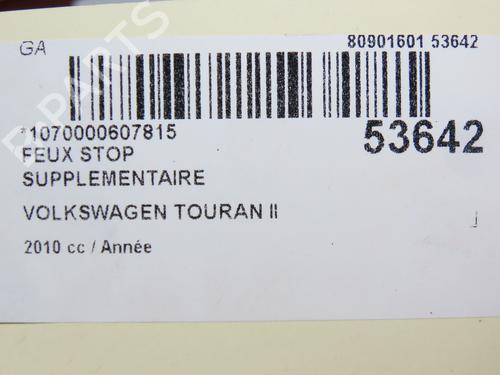 GA
80901601 53642
*1070000607815
53642
FEUX STOP
SUPPLEMENTAIRE
VOLKSWAGEN TOURAN II
2010 cc / Année